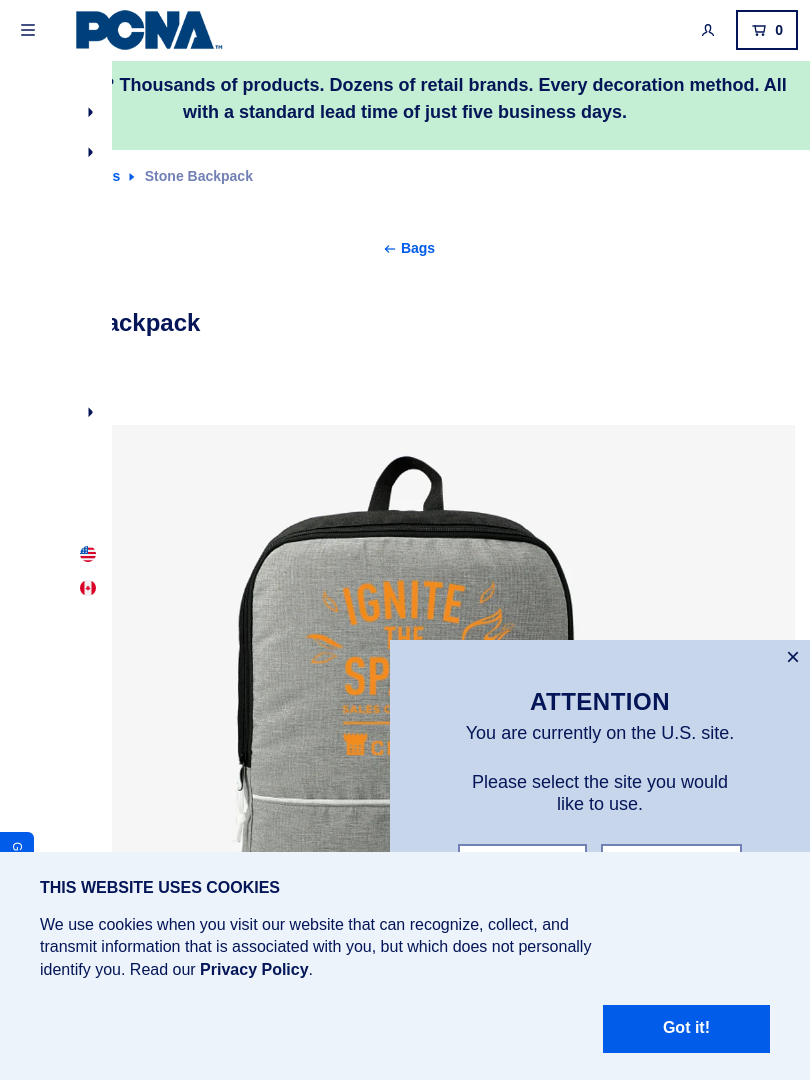 PCNA™
0
? Thousands of products. Dozens of retail brands. Every decoration method. All
with a standard lead time of just five business days.
s Stone Backpack
← Bags
ackpack
IGNITE
THE
SP
SALES
C
ATTENTION
You are currently on the U.S. site.
Please select the site you would
like to use.
G
THIS WEBSITE USES COOKIES
We use cookies when you visit our website that can recognize, collect, and
transmit information that is associated with you, but which does not personally
identify you. Read our Privacy Policy.
Got it!